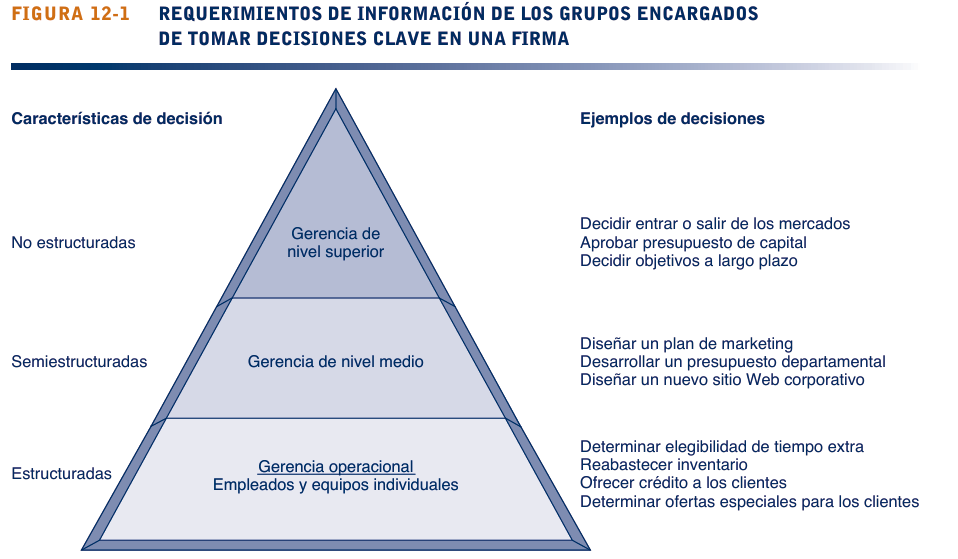 FIGURA 12-1 REQUERIMIENTOS DE INFORMACIÓN DE LOS GRUPOS ENCARGADOS
DE TOMAR DECISIONES CLAVE EN UNA FIRMA
Características de decisión
Ejemplos de decisiones
No estructuradas
Gerencia de
nivel superior
Decidir entrar o salir de los mercados
Aprobar presupuesto de capital
Decidir objetivos a largo plazo
Semiestructuradas
Gerencia de nivel medio
Diseñar un plan de marketing
Desarrollar un presupuesto departamental
Diseñar un nuevo sitio Web corporativo
Estructuradas
Gerencia operacional
Empleados y equipos individuales
Determinar elegibilidad de tiempo extra
Reabastecer inventario
Ofrecer crédito a los clientes
Determinar ofertas especiales para los clientes